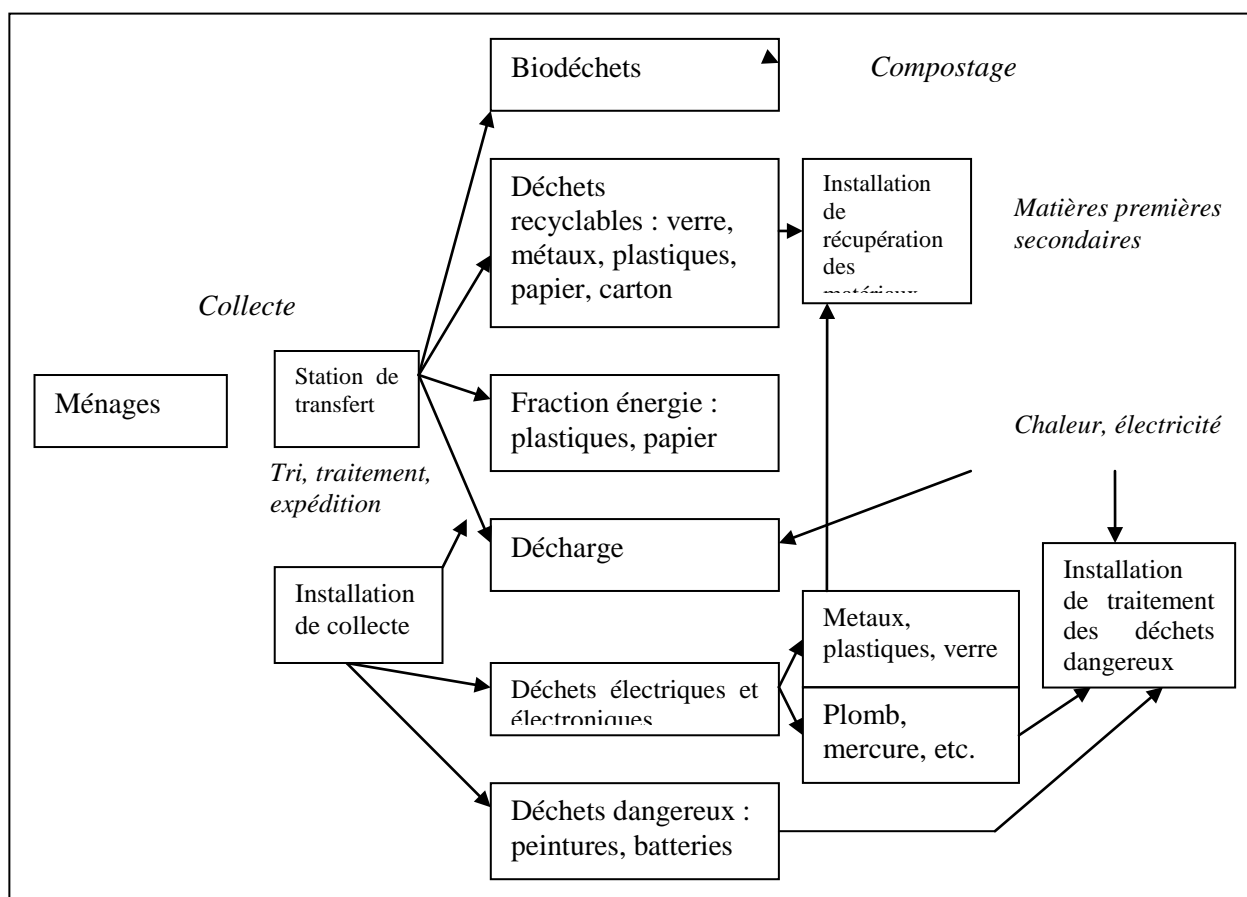 Biodéchets
Compostage
Déchets
recyclables : verre,
métaux, plastiques,
papier, carton
Installation
de
récupération
des
matériaux
Matières premières
secondaires
Collecte
Ménages
Station de
transfert
Tri, traitement,
expédition
Fraction énergie :
plastiques, papier
Chaleur, électricité
Décharge
Installation
de collecte
Installation
de traitement
des déchets
dangereux
Metaux,
plastiques, verre
Déchets électriques et
électroniques
Plomb,
mercure, etc.
Déchets dangereux :
peintures, batteries